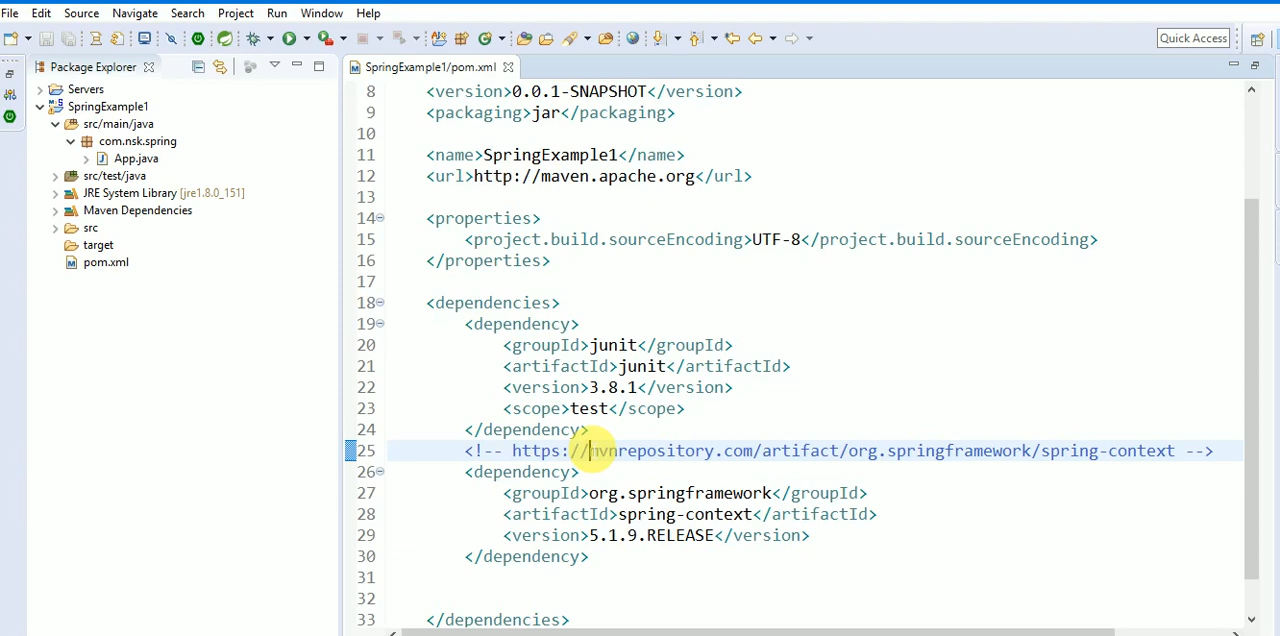 File Edit Source Navigate Search Project Run Window Help
Quick Access
Package Explorer
SpringExample1/pom.xml
Servers
SpringExample1
src/main/java
com.nsk.spring
App.java
src/test/java
JRE System Library [jre1.8.0_151]
Maven Dependencies
src
target
pom.xml
8 <version>0.0.1-SNAPSHOT</version>
9 <packaging>jar</packaging>
10
11 <name>SpringExample1</name>
12 <url>http://maven.apache.org</url>
13
14 <properties>
15 <project.build.sourceEncoding>UTF-8</project.build.sourceEncoding>
16 </properties>
17
18 <dependencies>
19 <dependency>
20 <groupId>junit</groupId>
21 <artifactId>junit</artifactId>
22 <version>3.8.1</version>
23 <scope>test</scope>
24 </dependency>
25 <!-- https://mvnrepository.com/artifact/org.springframework/spring-context -->
26 <dependency>
27 <groupId>org.springframework</groupId>
28 <artifactId>spring-context</artifactId>
29 <version>5.1.9.RELEASE</version>
30 </dependency>
31
32
33 </dependencies>